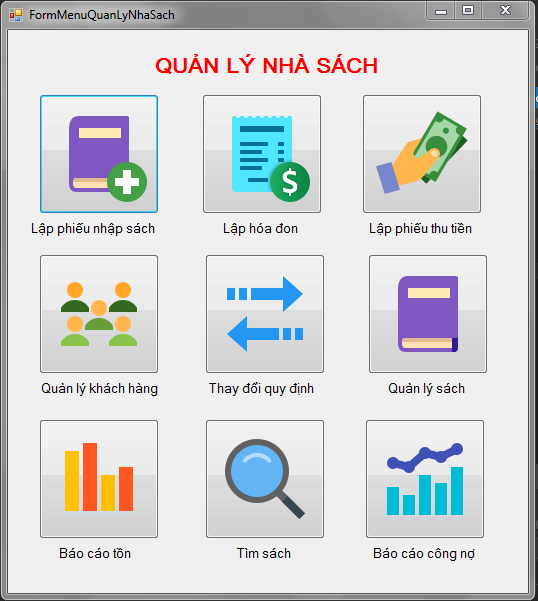 FormMenuQuanLyNhaSach
QUẢN LÝ NHÀ SÁCH
$
Lập phiếu nhập sách
Lập hóa đon
Lập phiếu thu tiền
Quản lý khách hàng
Thay đổi quy định
Quản lý sách
Báo cáo tồn
Tìm sách
Báo cáo công nợ